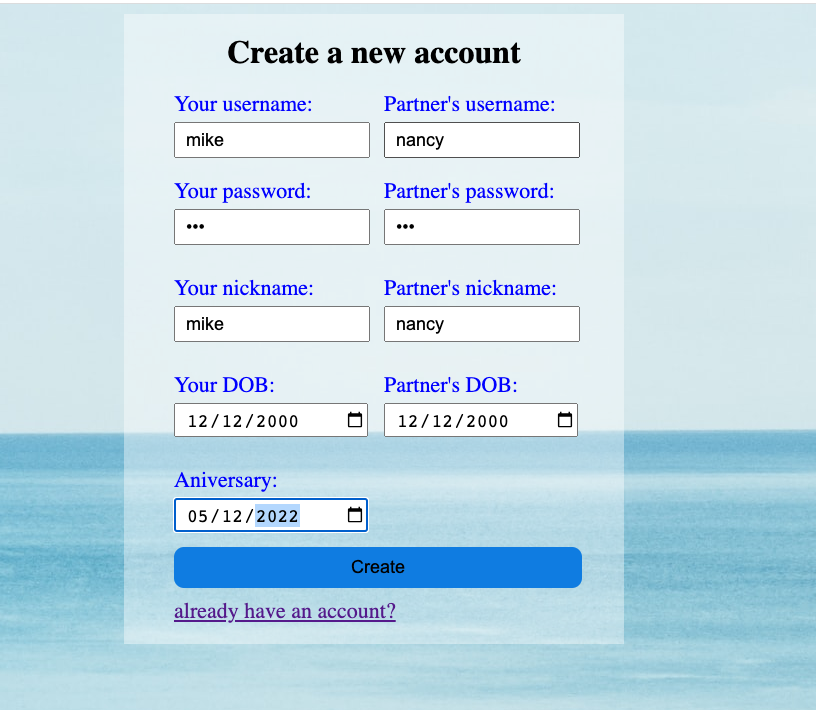 Create a new account
Your username: Partner's username:
mike nancy
Your password: Partner's password:
••• •••
Your nickname: Partner's nickname:
mike nancy
Your DOB: Partner's DOB:
12/12/2000 12/12/2000
Aniversary:
05/12/2022
Create
already have an account?